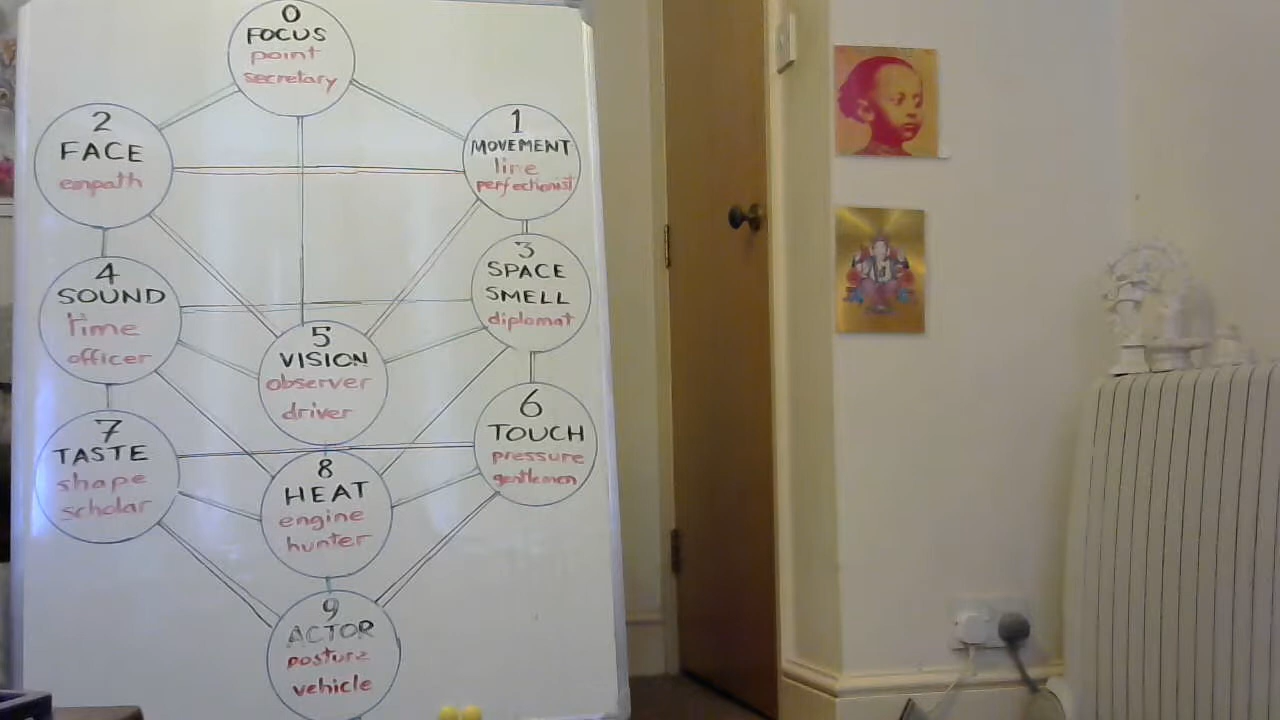 0
FOCUS
point
secretary
2
FACE
empath
1
MOVEMENT
line
perfectionist
4
SOUND
time
officer
3
SPACE
SMELL
diplomat
5
VISION
observer
driver
7
TASTE
shape
scholar
6
TOUCH
pressure
gentlemen
8
HEAT
engine
hunter
9
ACTOR
posture
vehicle